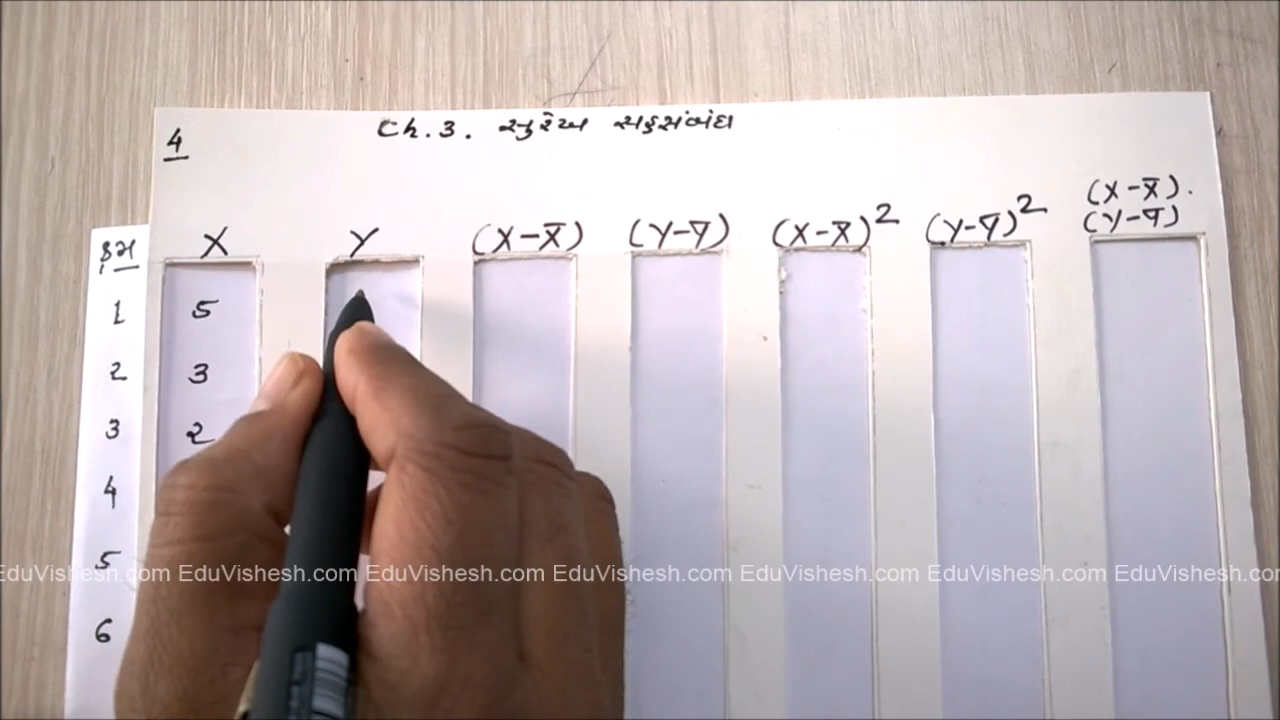 4
Ch. 3. સુરેખ સહસંબંધ
ક્રમ X Y (X-X̄) (Y-Ȳ) (X-X̄)² (Y-Ȳ)² (X-X̄).(Y-Ȳ)
1 5
2 3
3 2
4
5
6
EduVishesh.com EduVishesh.com EduVishesh.com EduVishesh.com EduVishesh.com EduVishesh.com EduVishesh.com